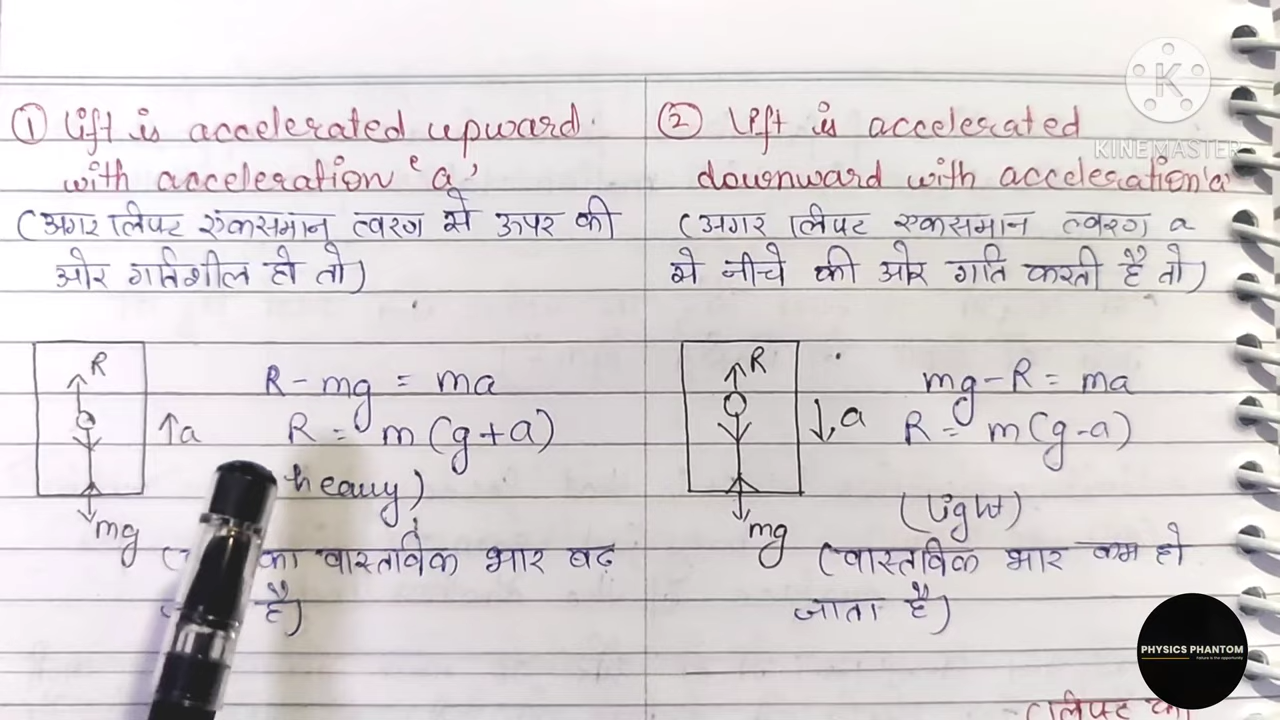 ① Lift is accelerated upward
with acceleration 'a'
(अगर लिफ्ट एकसमान त्वरण से ऊपर की
ओर गतिशील हो तो)
R
↑a
mg
R - mg = ma
R = m(g+a)
heavy)
का वास्तविक भार बढ़
है)
② Lift is accelerated
downward with acceleration 'a'
(अगर लिफ्ट एकसमान त्वरण a
से नीचे की ओर गति करती है तो)
R
↓a
mg
mg - R = ma
R = m(g-a)
(Light)
(वास्तविक भार कम हो
जाता है)
(लिफ्ट का
K
KINEMASTER
PHYSICS PHANTOM